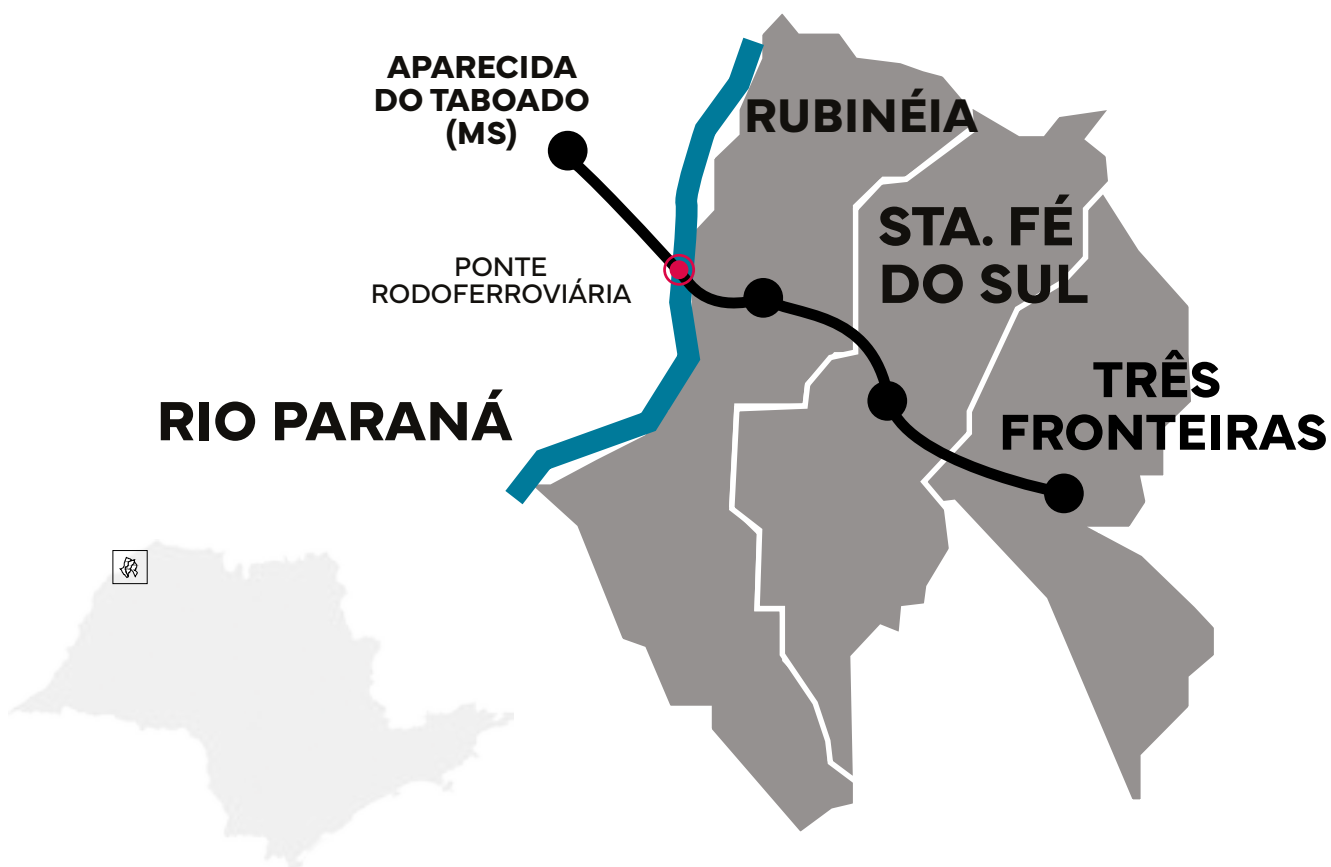 APARECIDA
DO TABOADO
(MS)
RUBINÉIA
STA. FÉ
DO SUL
PONTE
RODOFERROVIÁRIA
TRÊS
FRONTEIRAS
RIO PARANÁ